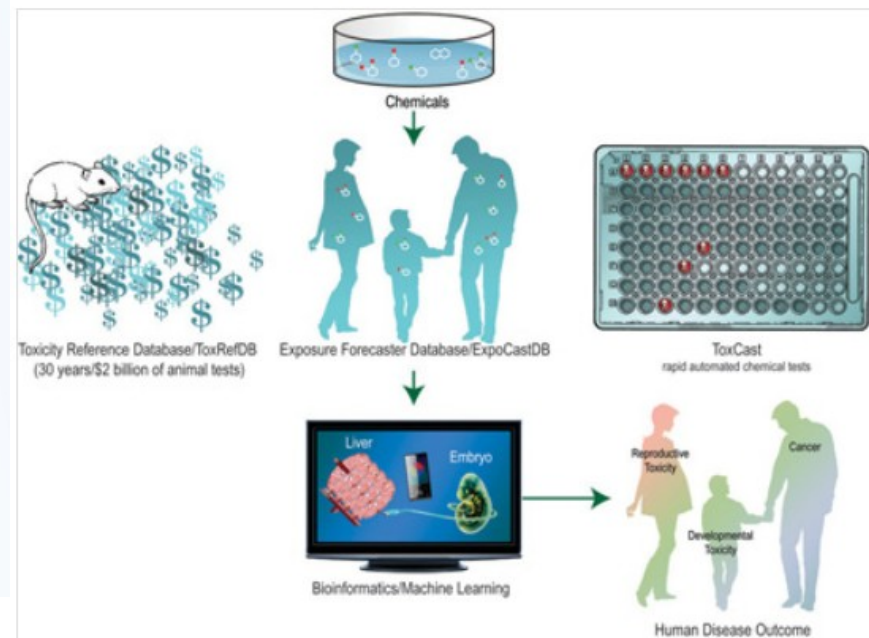 Chemicals
Toxicity Reference Database/ToxRefDB
(30 years/$2 billion of animal tests)
Exposure Forecaster Database/ExpoCastDB
ToxCast
rapid automated chemical tests
Liver
Embryo
Bioinformatics/Machine Learning
Reproductive
Toxicity
Cancer
Developmental
Toxicity
Human Disease Outcome